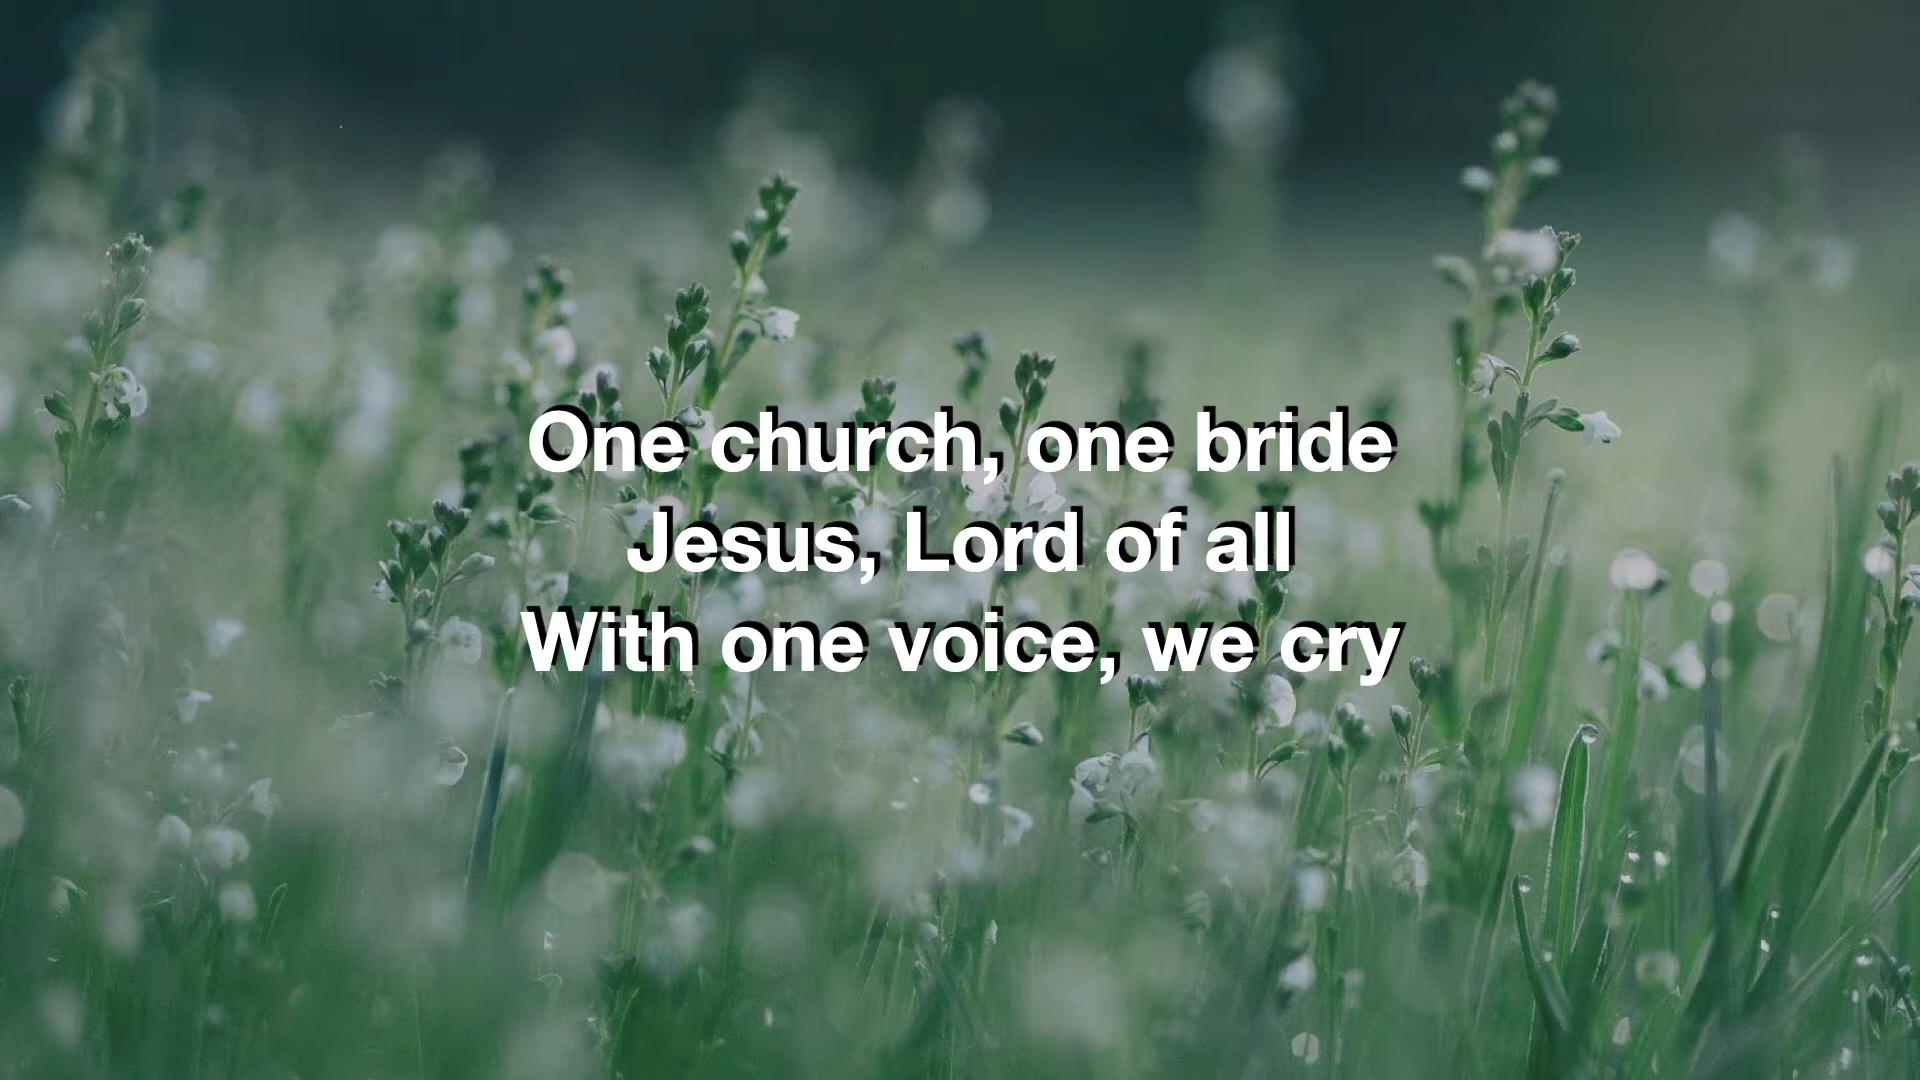 One church, one bride
Jesus, Lord of all
With one voice, we cry